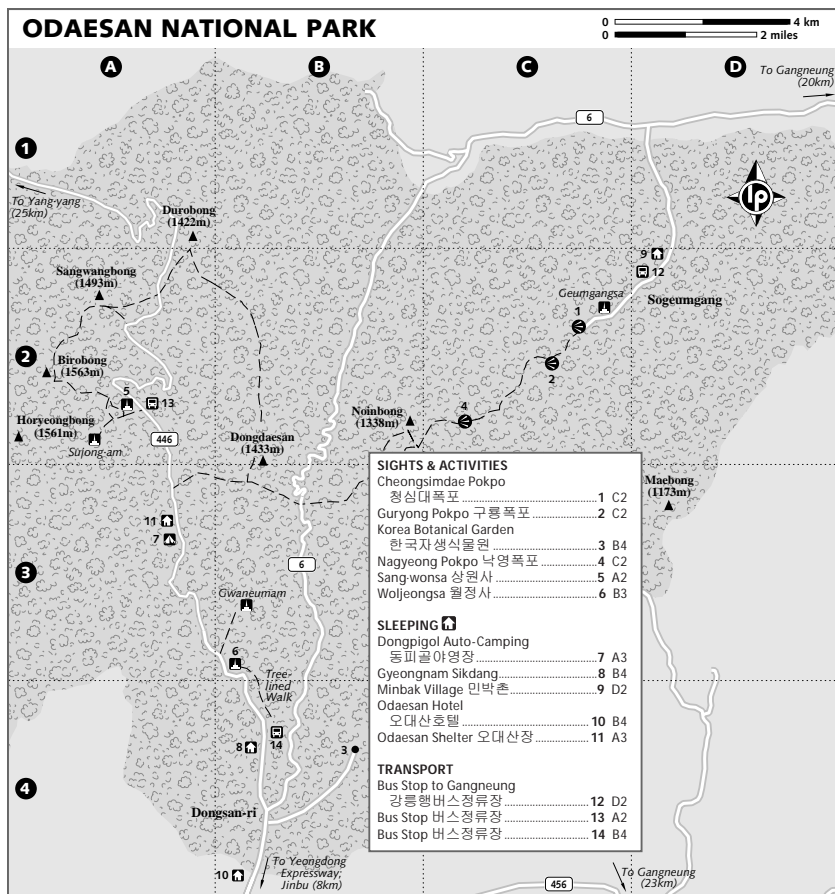 ODAESAN NATIONAL PARK
0 4 km
0 2 miles
A B C D
To Gangneung
(20km)
6
1
To Yang-yang
(25km)
lp
Durobong
(1422m)
9
12
Sangwangbong
(1493m)
Geumgangsa
Sogeumgang
1
2
Birobong
(1563m)
2
5
13
Horyeongbong
(1561m)
Noinbong
(1338m)
4
446
Sujong-am
Dongdaesan
(1433m)
Maebong
(1173m)
11
7
3
6
Gwaneumam
6
Tree-
lined
Walk
8
14
3
4
Dongsan-ri
10
To Yeongdong
Expressway;
Jinbu (8km)
456
To Gangneung
(23km)
SIGHTS & ACTIVITIES
Cheongsimdae Pokpo
청심대폭포 1 C2
Guryong Pokpo 구룡폭포 2 C2
Korea Botanical Garden
한국자생식물원 3 B4
Nagyeong Pokpo 낙영폭포 4 C2
Sang-wonsa 상원사 5 A2
Woljeongsa 월정사 6 B3
SLEEPING
Dongpigol Auto-Camping
동피골야영장 7 A3
Gyeongnam Sikdang 8 B4
Minbak Village 민박촌 9 D2
Odaesan Hotel
오대산호텔 10 B4
Odaesan Shelter 오대산장 11 A3
TRANSPORT
Bus Stop to Gangneung
강릉행버스정류장 12 D2
Bus Stop 버스정류장 13 A2
Bus Stop 버스정류장 14 B4